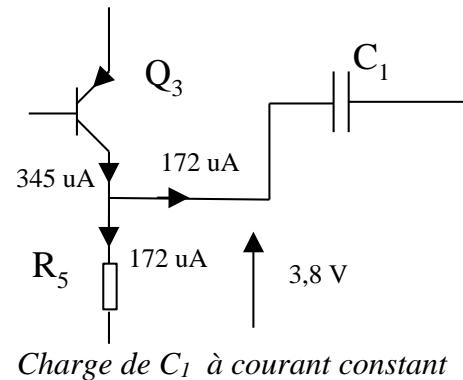 Q3
C1
172 uA
345 uA
172 uA
R5
3,8 V
Charge de C1 à courant constant